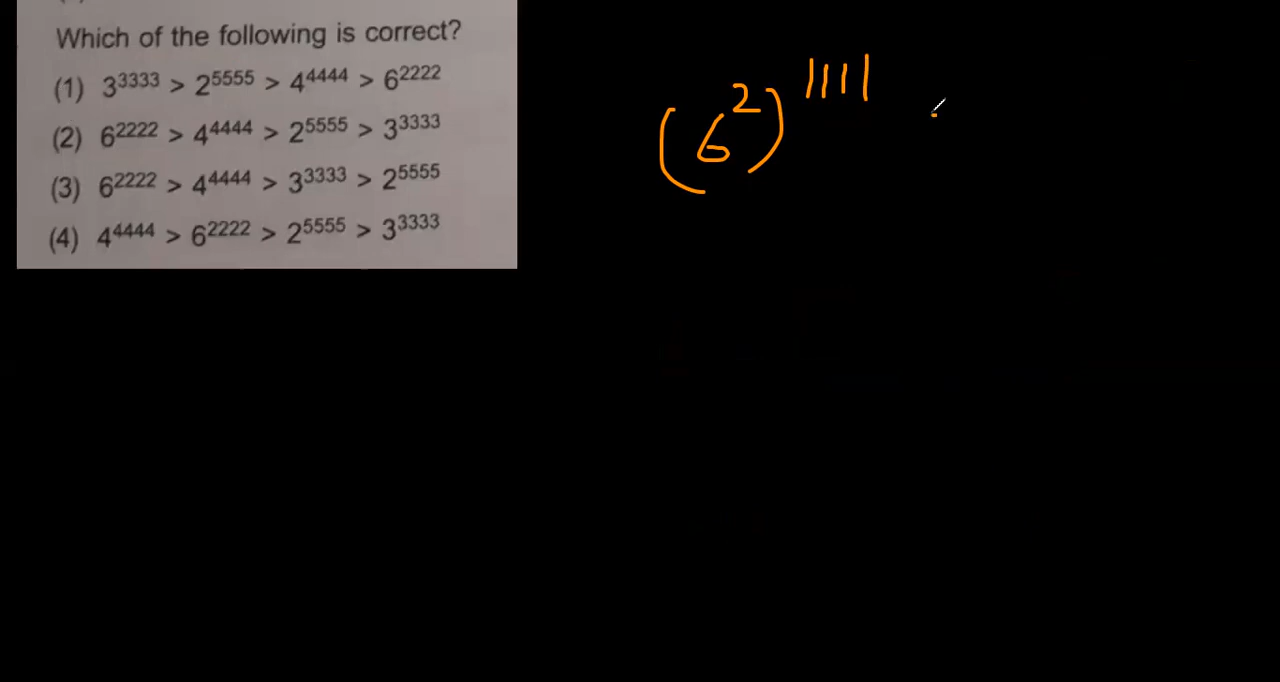 Which of the following is correct?
(1) 3^3333 > 2^5555 > 4^4444 > 6^2222
(2) 6^2222 > 4^4444 > 2^5555 > 3^3333
(3) 6^2222 > 4^4444 > 3^3333 > 2^5555
(4) 4^4444 > 6^2222 > 2^5555 > 3^3333
(6^2)^1111